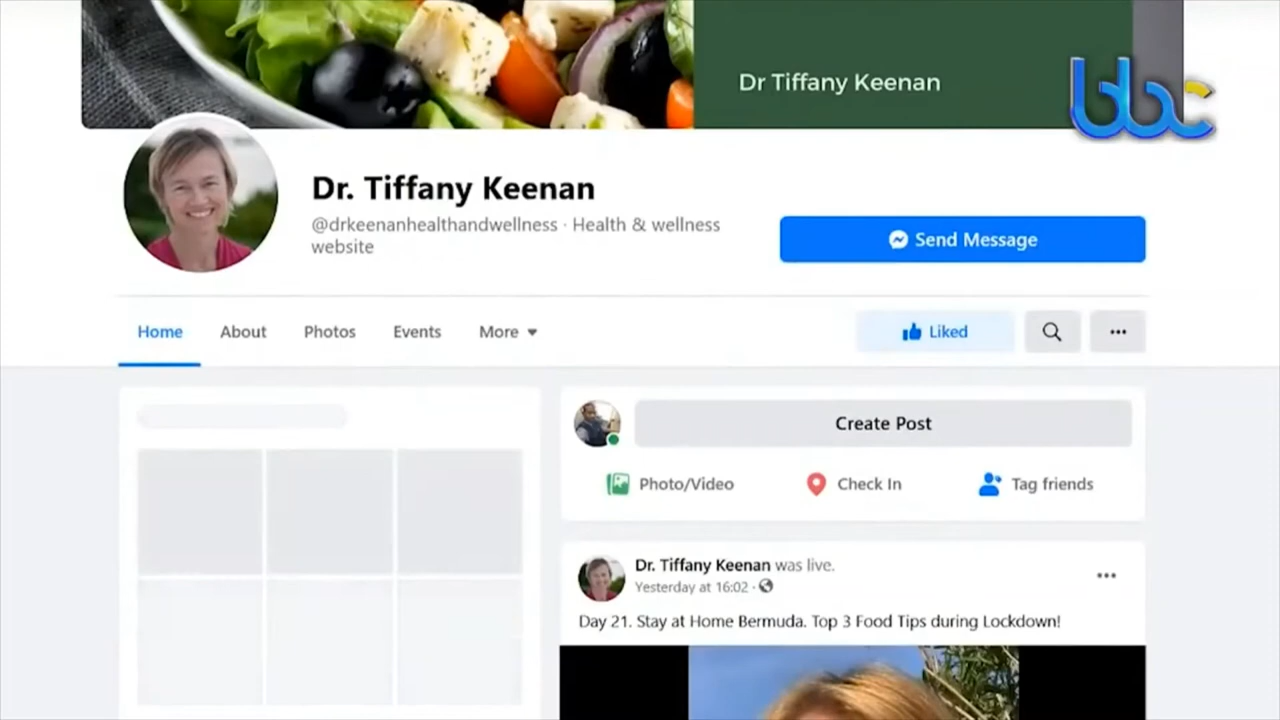 Dr Tiffany Keenan
bbc
Dr. Tiffany Keenan
@drkeenanhealthandwellness · Health & wellness
website
Send Message
Home About Photos Events More
Liked
Create Post
Photo/Video Check In Tag friends
Dr. Tiffany Keenan was live.
Yesterday at 16:02 ·
Day 21. Stay at Home Bermuda. Top 3 Food Tips during Lockdown!